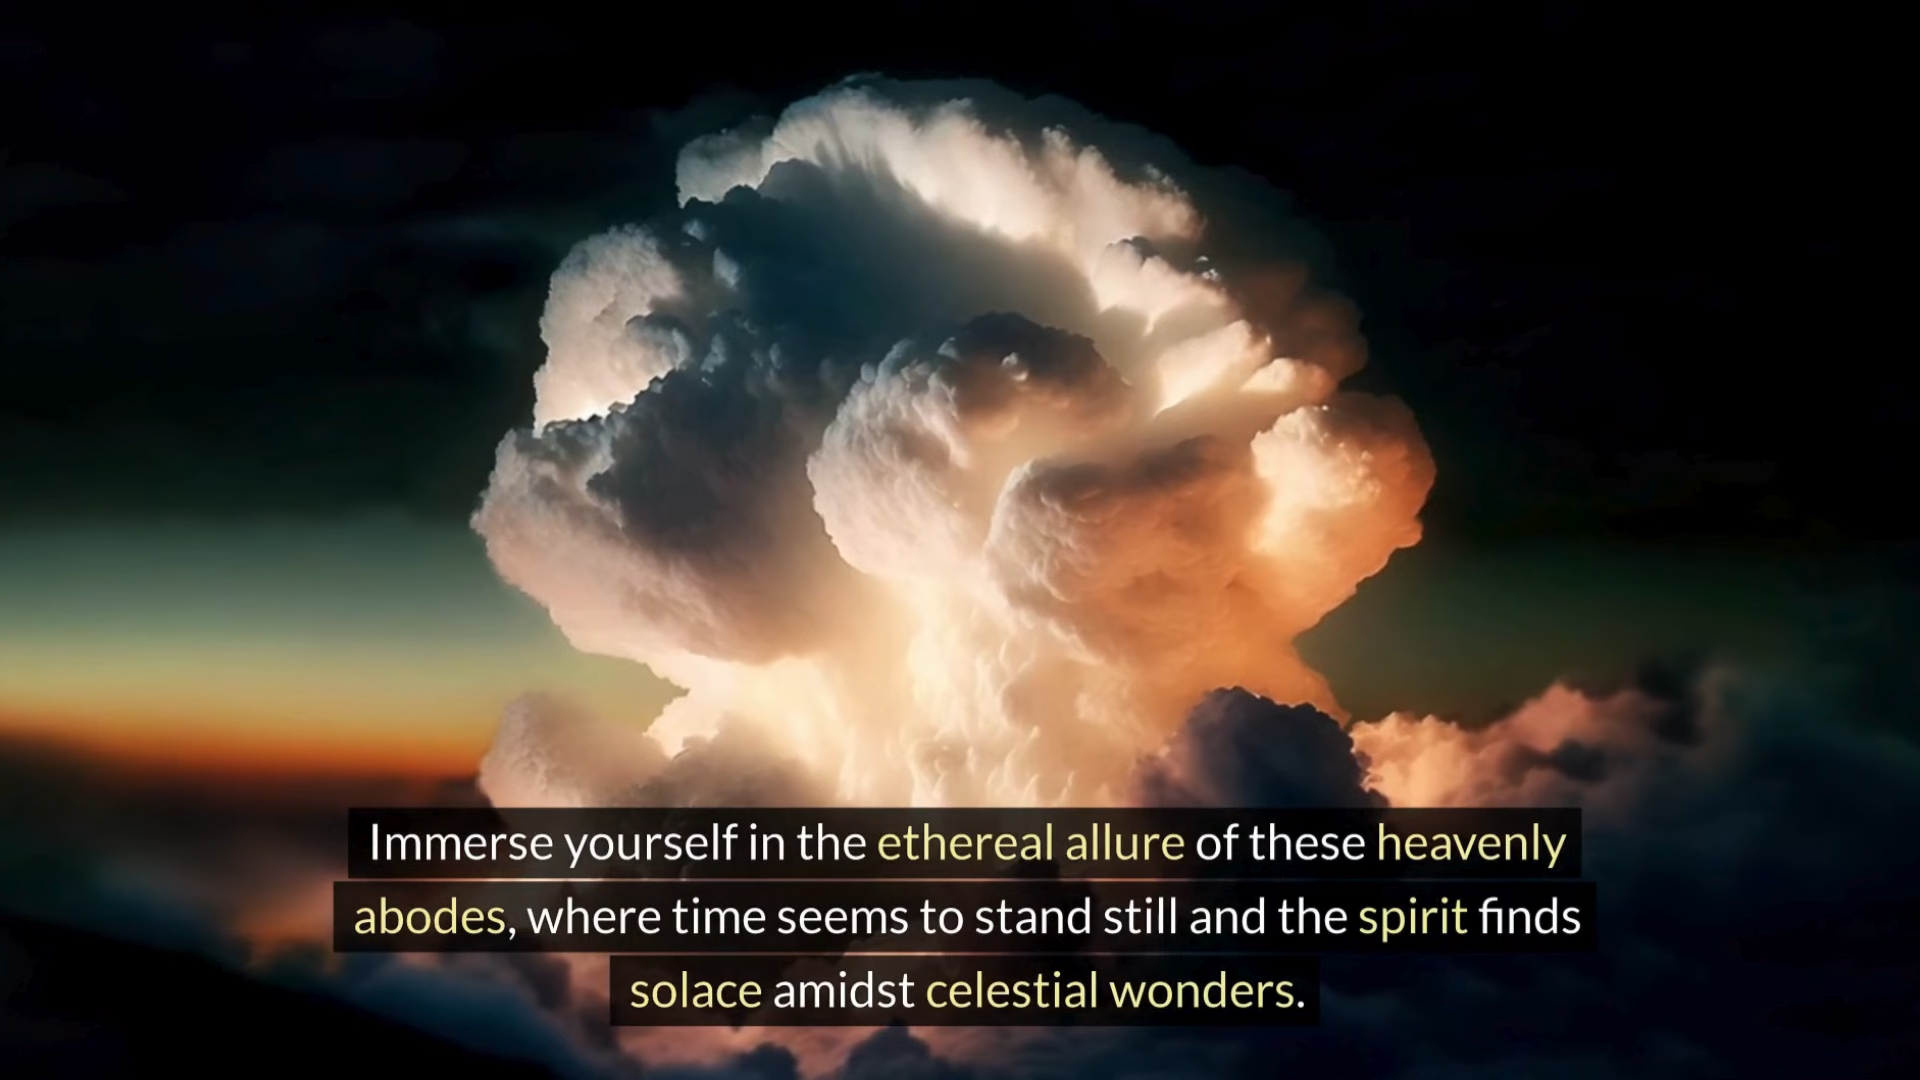 Immerse yourself in the ethereal allure of these heavenly
abodes, where time seems to stand still and the spirit finds
solace amidst celestial wonders.